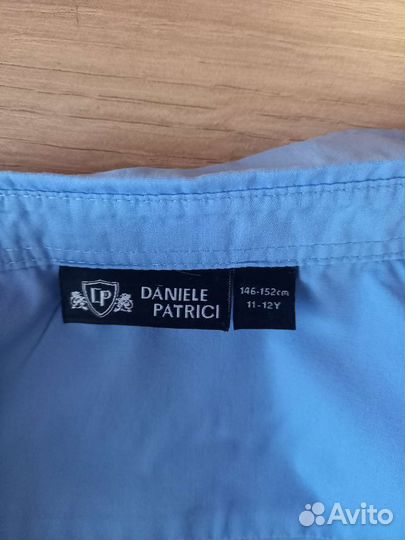 DP
DANIELE
PATRICI
146-152cm
11-12Y
Avito